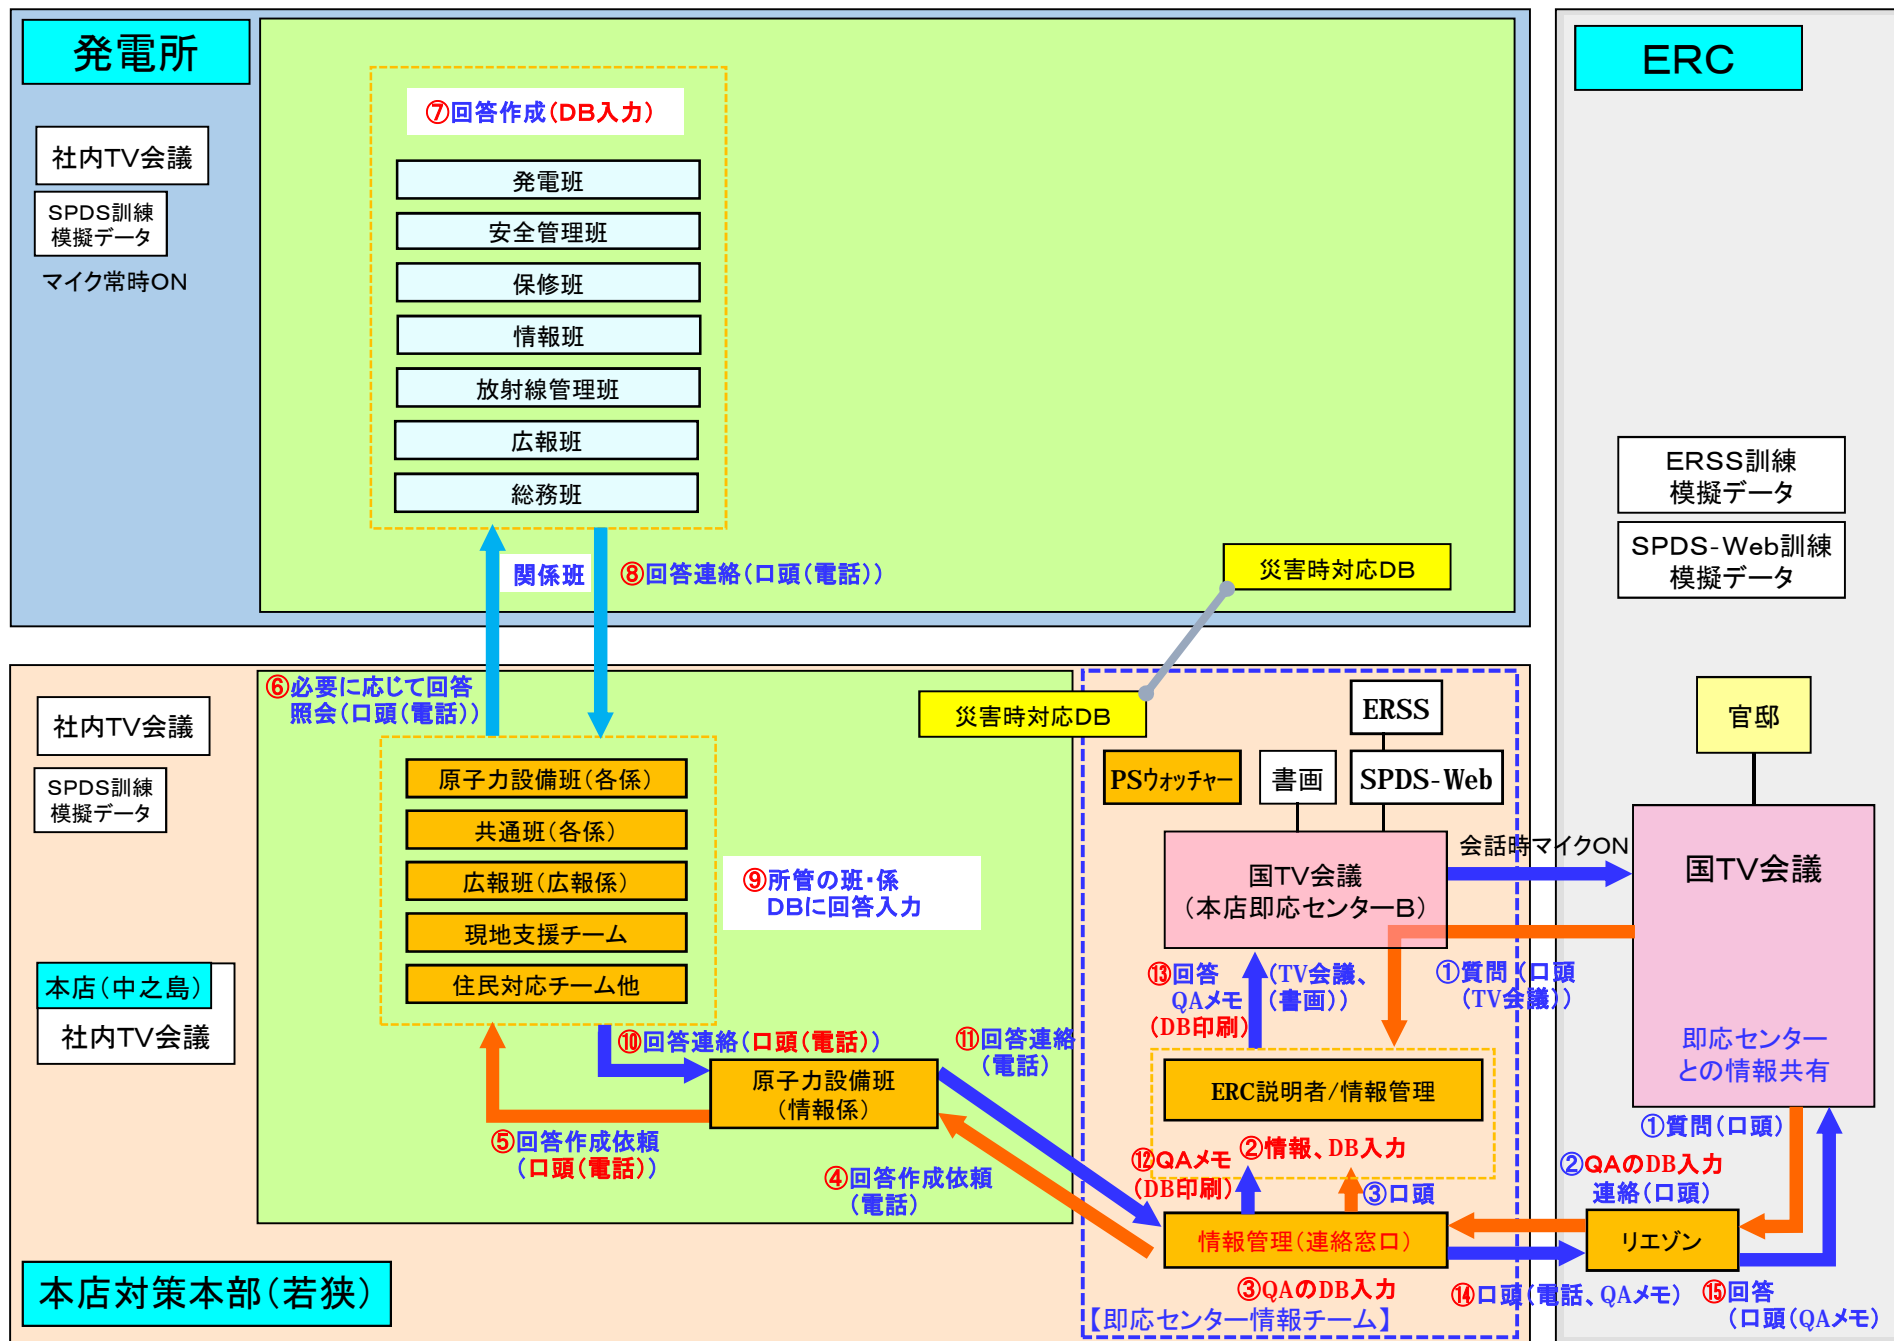 発電所
社内TV会議
SPDS訓練
模擬データ
マイク常時ON
⑦回答作成(DB入力)
発電班
安全管理班
保修班
情報班
放射線管理班
広報班
総務班
関係班
⑧回答連絡(口頭(電話))
災害時対応DB
ERC
ERSS訓練
模擬データ
SPDS-Web訓練
模擬データ
官邸
国TV会議
即応センター
との情報共有
①質問(口頭)
②QAのDB入力
連絡(口頭)
リエゾン
⑮回答
(口頭(QAメモ)
社内TV会議
SPDS訓練
模擬データ
本店(中之島)
社内TV会議
本店対策本部(若狭)
⑥必要に応じて回答
照会(口頭(電話))
原子力設備班(各係)
共通班(各係)
広報班(広報係)
現地支援チーム
住民対応チーム他
⑨所管の班・係
DBに回答入力
⑩回答連絡(口頭(電話))
原子力設備班
(情報係)
⑤回答作成依頼
(口頭(電話))
⑪回答連絡
(電話)
④回答作成依頼
(電話)
災害時対応DB
ERSS
PSウォッチャー
書画
SPDS-Web
国TV会議
(本店即応センターB)
会話時マイクON
⑬回答
QAメモ
(DB印刷)
(TV会議、
(書画))
①質問(口頭
(TV会議))
ERC説明者/情報管理
⑫QAメモ
(DB印刷)
②情報、DB入力
③口頭
情報管理(連絡窓口)
③QAのDB入力
⑭口頭(電話、QAメモ)
【即応センター情報チーム】